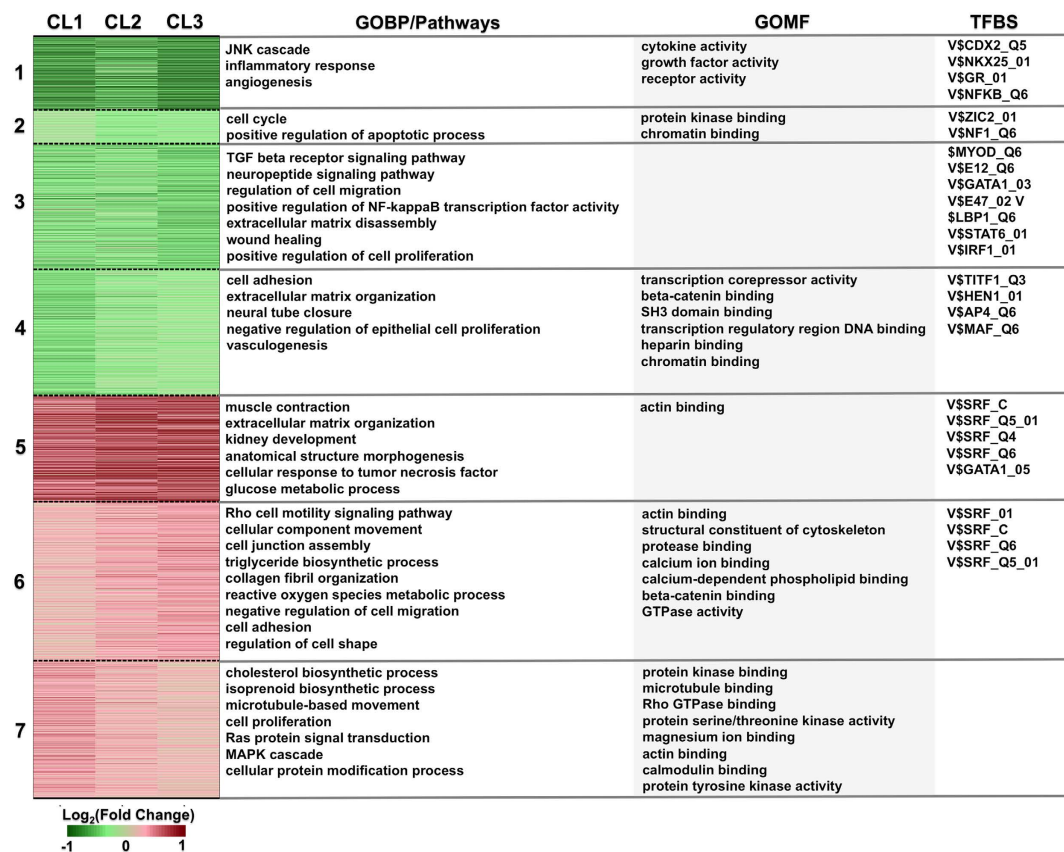 CL1 CL2 CL3 GOBP/Pathways GOMF TFBS
1
JNK cascade
inflammatory response
angiogenesis
cytokine activity
growth factor activity
receptor activity
V$CDX2_Q5
V$NKX25_01
V$GR_01
V$NFKB_Q6
2
cell cycle
positive regulation of apoptotic process
protein kinase binding
chromatin binding
V$ZIC2_01
V$NF1_Q6
3
TGF beta receptor signaling pathway
neuropeptide signaling pathway
regulation of cell migration
positive regulation of NF-kappaB transcription factor activity
extracellular matrix disassembly
wound healing
positive regulation of cell proliferation
$MYOD_Q6
V$E12_Q6
V$GATA1_03
V$E47_02 V
$LBP1_Q6
V$STAT6_01
V$IRF1_01
4
cell adhesion
extracellular matrix organization
neural tube closure
negative regulation of epithelial cell proliferation
vasculogenesis
transcription corepressor activity
beta-catenin binding
SH3 domain binding
transcription regulatory region DNA binding
heparin binding
chromatin binding
V$TITF1_Q3
V$HEN1_01
V$AP4_Q6
V$MAF_Q6
5
muscle contraction
extracellular matrix organization
kidney development
anatomical structure morphogenesis
cellular response to tumor necrosis factor
glucose metabolic process
actin binding
V$SRF_C
V$SRF_Q5_01
V$SRF_Q4
V$SRF_Q6
V$GATA1_05
6
Rho cell motility signaling pathway
cellular component movement
cell junction assembly
triglyceride biosynthetic process
collagen fibril organization
reactive oxygen species metabolic process
negative regulation of cell migration
cell adhesion
regulation of cell shape
actin binding
structural constituent of cytoskeleton
protease binding
calcium ion binding
calcium-dependent phospholipid binding
beta-catenin binding
GTPase activity
V$SRF_01
V$SRF_C
V$SRF_Q6
V$SRF_Q5_01
7
cholesterol biosynthetic process
isoprenoid biosynthetic process
microtubule-based movement
cell proliferation
Ras protein signal transduction
MAPK cascade
cellular protein modification process
protein kinase binding
microtubule binding
Rho GTPase binding
protein serine/threonine kinase activity
magnesium ion binding
actin binding
calmodulin binding
protein tyrosine kinase activity
Log2(Fold Change)
-1 0 1